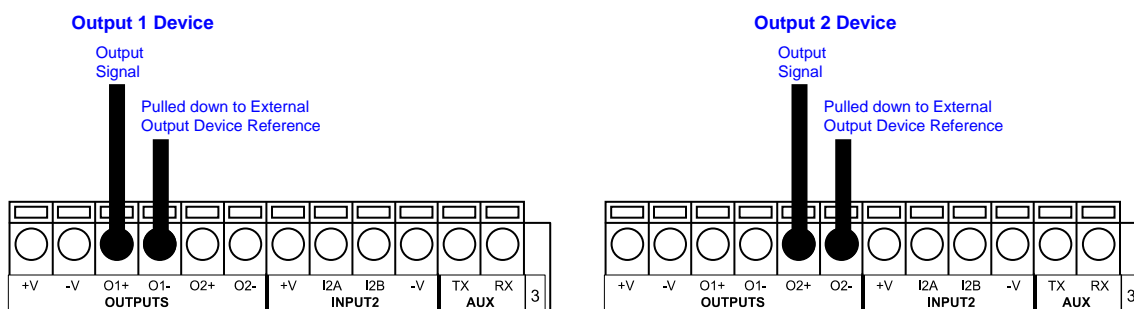 Output 1 Device
Output
Signal
Pulled down to External
Output Device Reference
+V -V O1+ O1- O2+ O2- +V I2A I2B -V TX RX
OUTPUTS INPUT2 AUX 3
Output 2 Device
Output
Signal
Pulled down to External
Output Device Reference
+V -V O1+ O1- O2+ O2- +V I2A I2B -V TX RX
OUTPUTS INPUT2 AUX 3